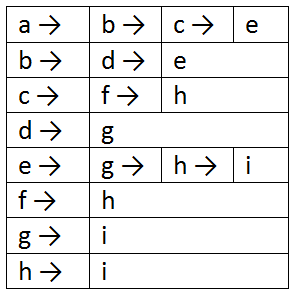 a → b → c → e
b → d → e
c → f → h
d → g
e → g → h → i
f → h
g → i
h → i